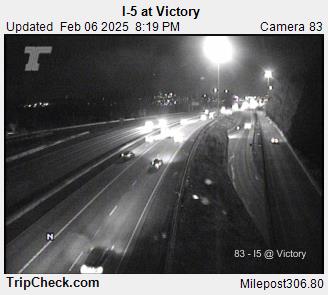 I-5 at Victory
Updated  Feb 06 2025  8:19 PM    Camera 83
T
N
83 - I5 @ Victory
TripCheck.com    Milepost306.80